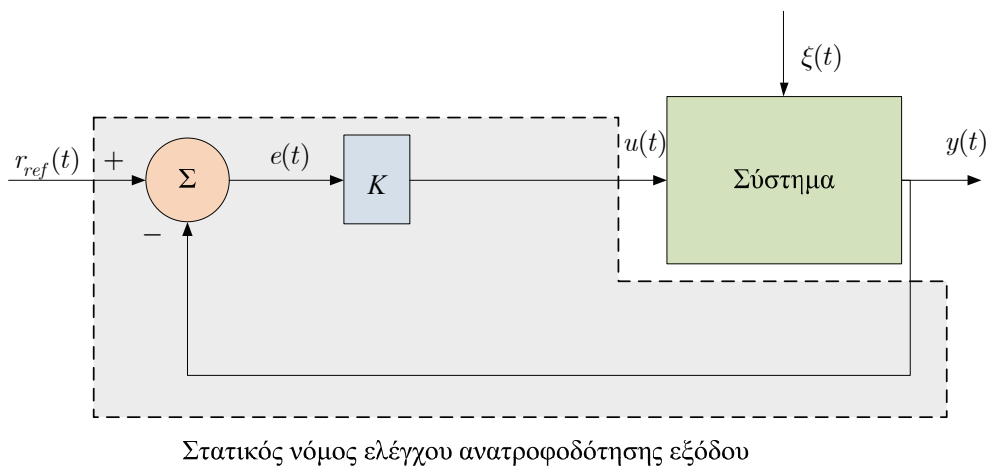 ξ(t)
r_ref(t)
+
Σ
e(t)
K
u(t)
Σύστημα
y(t)
−
Στατικός νόμος ελέγχου ανατροφοδότησης εξόδου